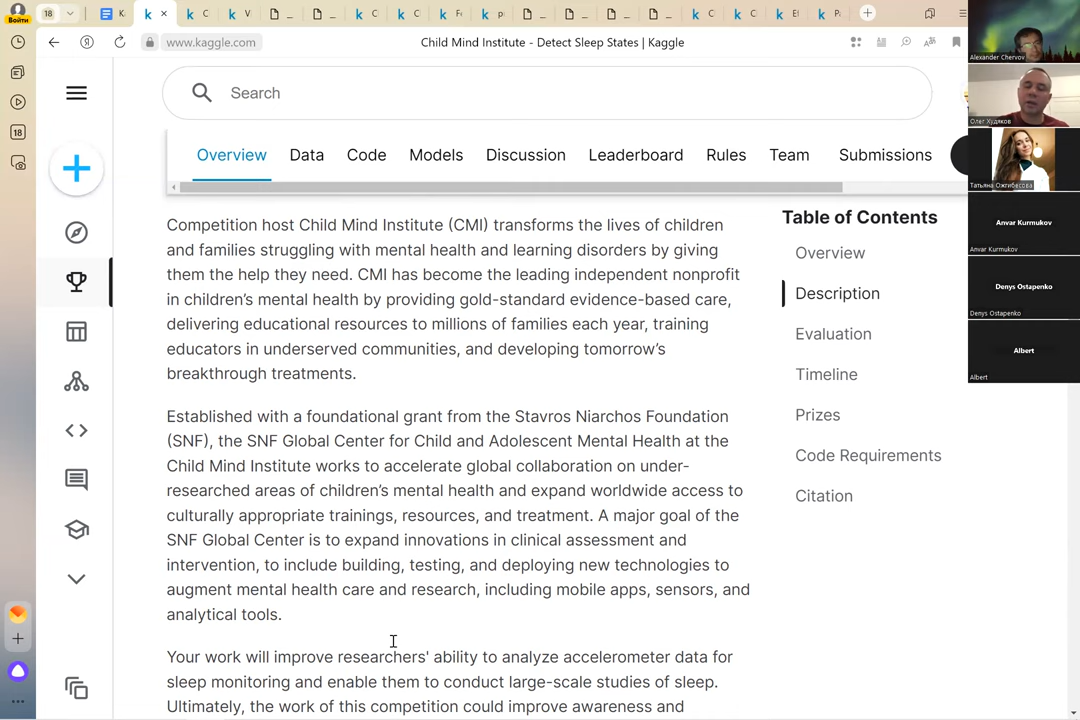 Войти
18
K
C
V
C
C
F
p
C
C
E
P
www.kaggle.com
Child Mind Institute - Detect Sleep States | Kaggle
18
Search
Overview
Data
Code
Models
Discussion
Leaderboard
Rules
Team
Submissions
Competition host Child Mind Institute (CMI) transforms the lives of children
and families struggling with mental health and learning disorders by giving
them the help they need. CMI has become the leading independent nonprofit
in children's mental health by providing gold-standard evidence-based care,
delivering educational resources to millions of families each year, training
educators in underserved communities, and developing tomorrow's
breakthrough treatments.
Established with a foundational grant from the Stavros Niarchos Foundation
(SNF), the SNF Global Center for Child and Adolescent Mental Health at the
Child Mind Institute works to accelerate global collaboration on under-
researched areas of children's mental health and expand worldwide access to
culturally appropriate trainings, resources, and treatment. A major goal of the
SNF Global Center is to expand innovations in clinical assessment and
intervention, to include building, testing, and deploying new technologies to
augment mental health care and research, including mobile apps, sensors, and
analytical tools.
Your work will improve researchers' ability to analyze accelerometer data for
sleep monitoring and enable them to conduct large-scale studies of sleep.
Ultimately, the work of this competition could improve awareness and
Table of Contents
Overview
Description
Evaluation
Timeline
Prizes
Code Requirements
Citation
Alexander Chervov
Олег Худяков
Татьяна Ожгибесова
Anvar Kurmukov
Anvar Kurmukov
Denys Ostapenko
Denys Ostapenko
Albert
Albert